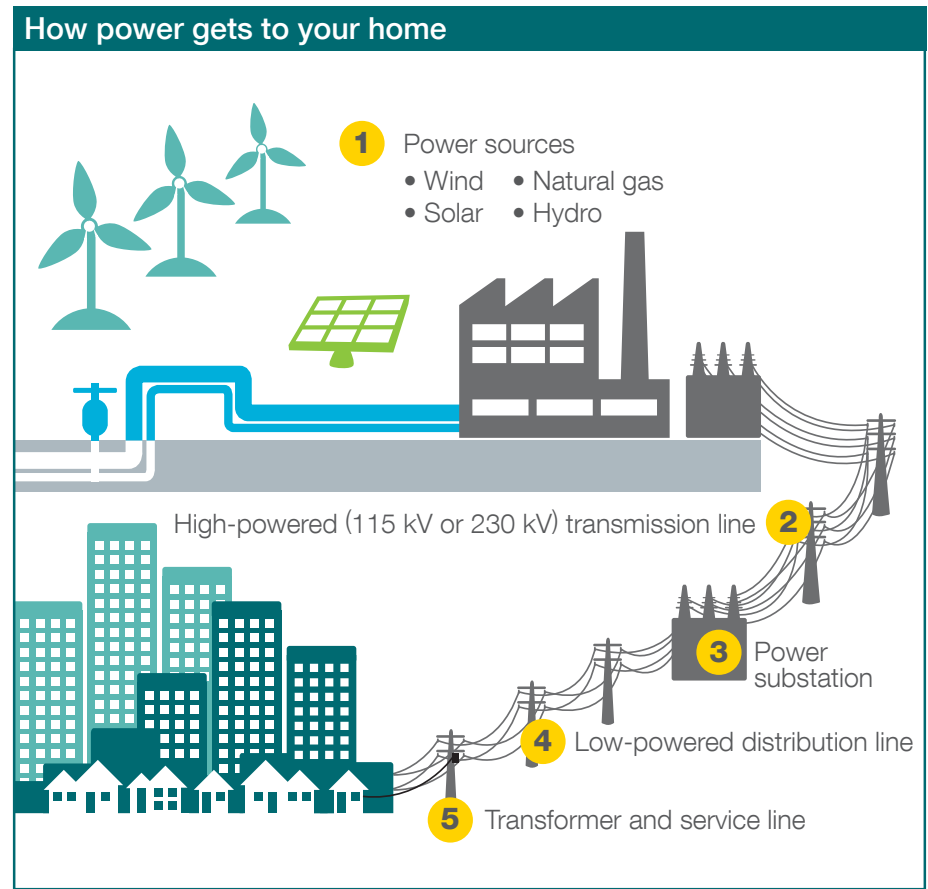 How power gets to your home
1 Power sources
• Wind • Natural gas
• Solar • Hydro
High-powered (115 kV or 230 kV) transmission line 2
3 Power
substation
4 Low-powered distribution line
5 Transformer and service line